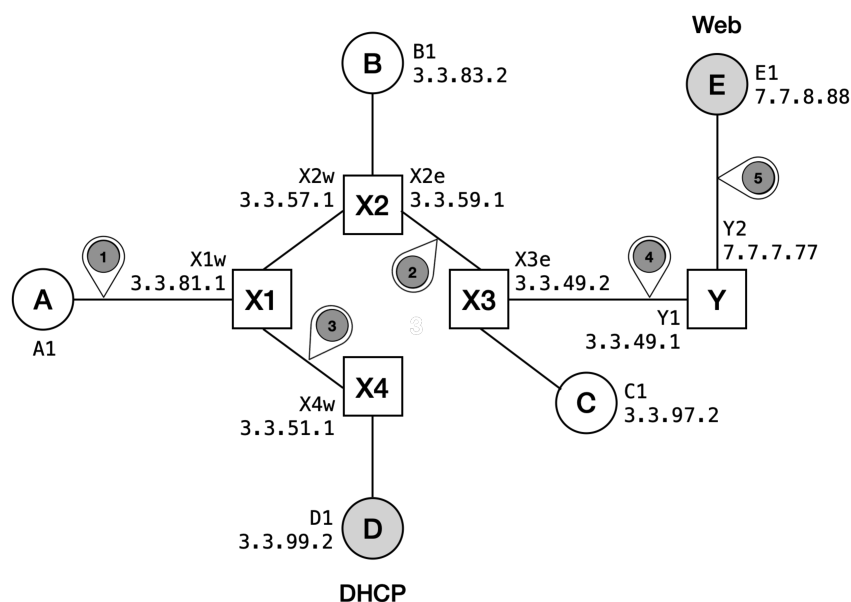 Web
B
B1
3.3.83.2
E
E1
7.7.8.88
X2w
3.3.57.1
X2
X2e
3.3.59.1
5
1
X1w
3.3.81.1
2
X3e
3.3.49.2
4
Y2
7.7.7.77
A
A1
X1
X3
Y
3
3
Y1
3.3.49.1
X4
X4w
3.3.51.1
C
C1
3.3.97.2
D1
3.3.99.2
D
DHCP